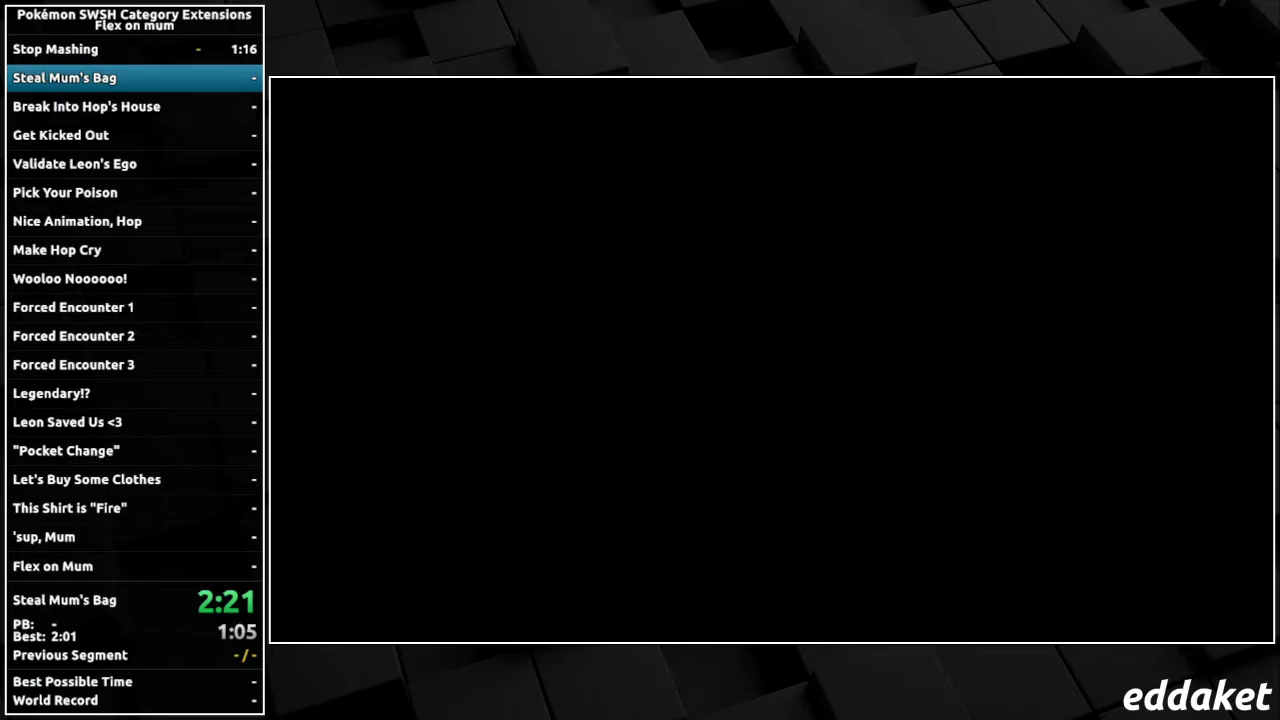 Pokémon SWSH Category Extensions
Flex on mum
Stop Mashing - 1:16
Steal Mum's Bag -
Break Into Hop's House -
Get Kicked Out -
Validate Leon's Ego -
Pick Your Poison -
Nice Animation, Hop -
Make Hop Cry -
Wooloo Noooooo! -
Forced Encounter 1 -
Forced Encounter 2 -
Forced Encounter 3 -
Legendary!? -
Leon Saved Us <3 -
"Pocket Change" -
Let's Buy Some Clothes -
This Shirt is "Fire" -
'sup, Mum -
Flex on Mum -
Steal Mum's Bag 2:21
PB: -
Best: 2:01 1:05
Previous Segment - / -
Best Possible Time -
World Record -
eddaket